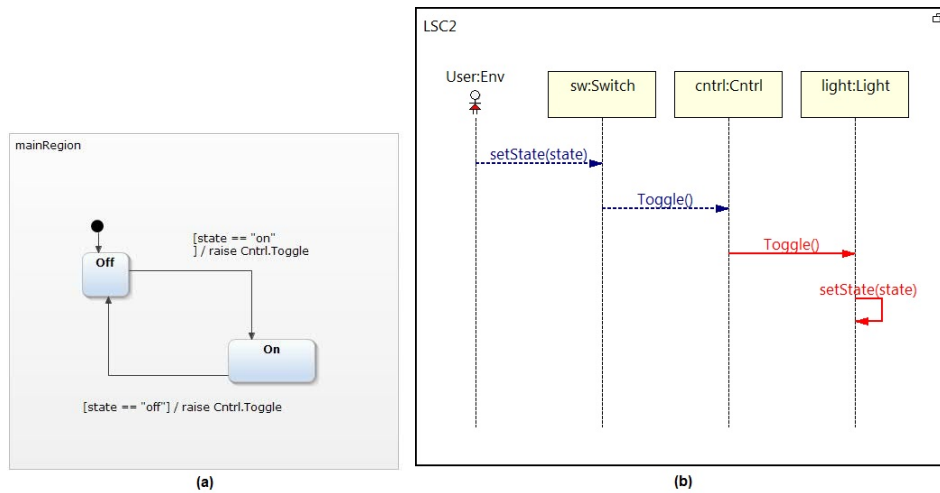 mainRegion
Off
[state == "on"
] / raise Cntrl.Toggle
On
[state == "off"] / raise Cntrl.Toggle
(a)
LSC2
User:Env
sw:Switch
cntrl:Cntrl
light:Light
setState(state)
Toggle()
Toggle()
setState(state)
(b)